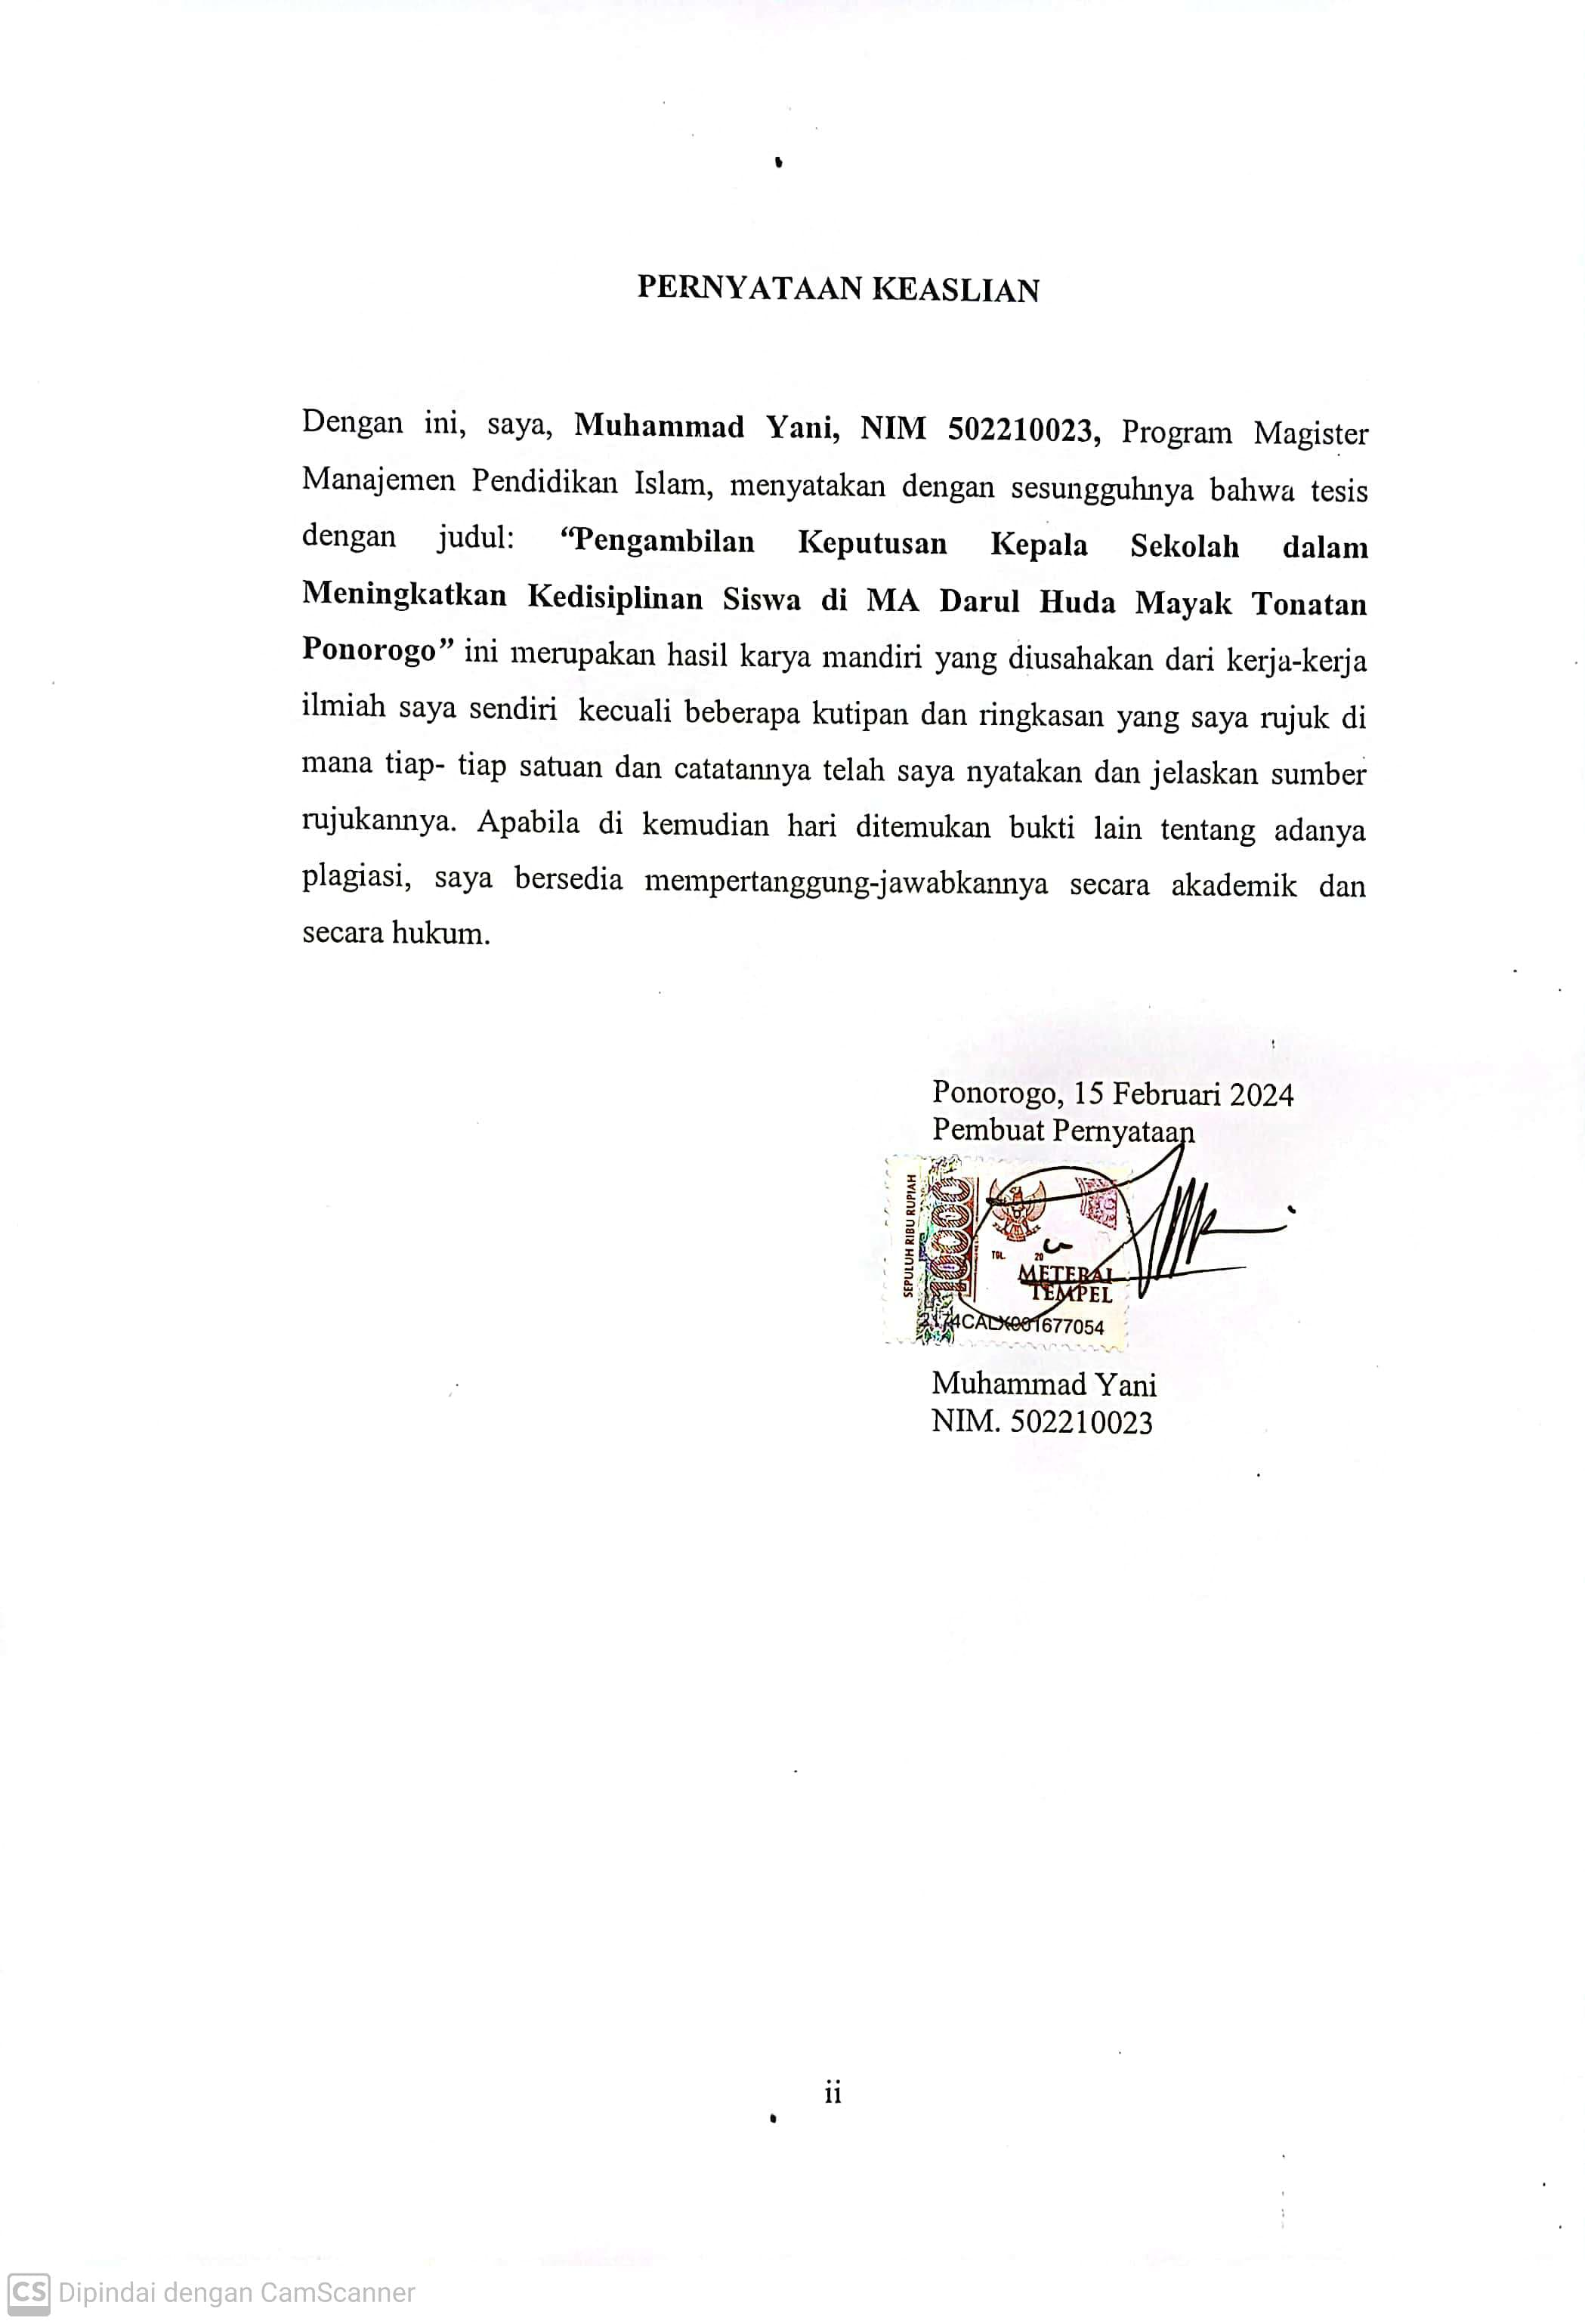 PERNYATAAN KEASLIAN
Dengan ini, saya, Muhammad Yani, NIM 502210023, Program Magister
Manajemen Pendidikan Islam, menyatakan dengan sesungguhnya bahwa tesis
dengan judul: “Pengambilan Keputusan Kepala Sekolah dalam
Meningkatkan Kedisiplinan Siswa di MA Darul Huda Mayak Tonatan
Ponorogo” ini merupakan hasil karya mandiri yang diusahakan dari kerja-kerja
ilmiah saya sendiri kecuali beberapa kutipan dan ringkasan yang saya rujuk di
mana tiap- tiap satuan dan catatannya telah saya nyatakan dan jelaskan sumber
rujukannya. Apabila di kemudian hari ditemukan bukti lain tentang adanya
plagiasi, saya bersedia mempertanggung-jawabkannya secara akademik dan
secara hukum.
Ponorogo, 15 Februari 2024
Pembuat Pernyataan
SEPULUH RIBU RUPIAH
10000
TGL. 20
METERAI
TEMPEL
Muhammad Yani
NIM. 502210023
ii
CS Dipindai dengan CamScanner